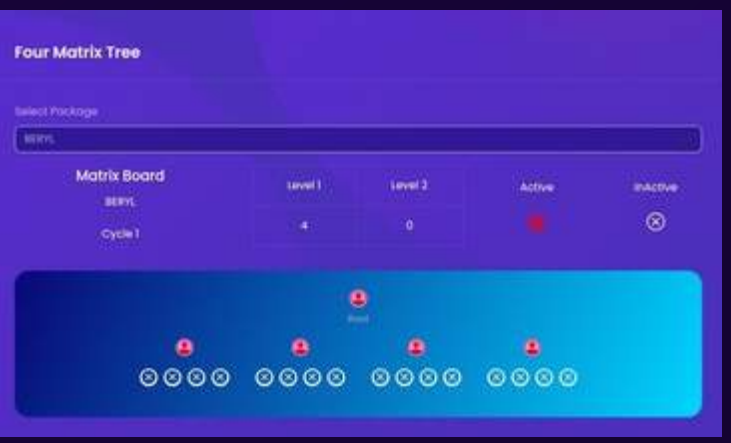 Four Matrix Tree
Select Package
BERYL
Matrix Board
BERYL
Cycle 1
Level 1
Level 2
4
0
Active
InActive